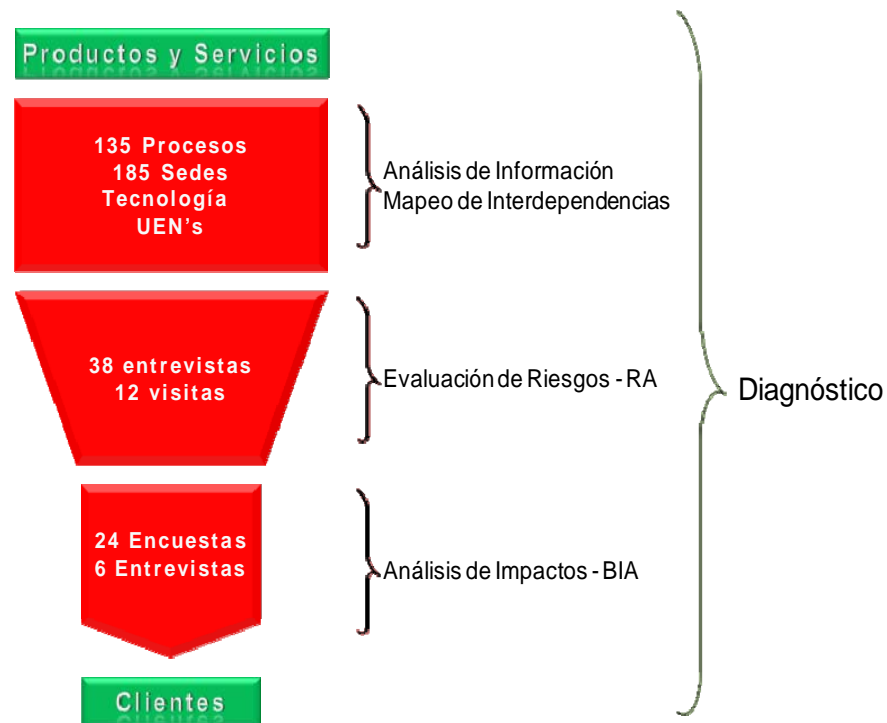 Productos y Servicios
135 Procesos
185 Sedes
Tecnología
UEN's
Análisis de Información
Mapeo de Interdependencias
38 entrevistas
12 visitas
Evaluación de Riesgos - RA
Diagnóstico
24 Encuestas
6 Entrevistas
Análisis de Impactos - BIA
Clientes